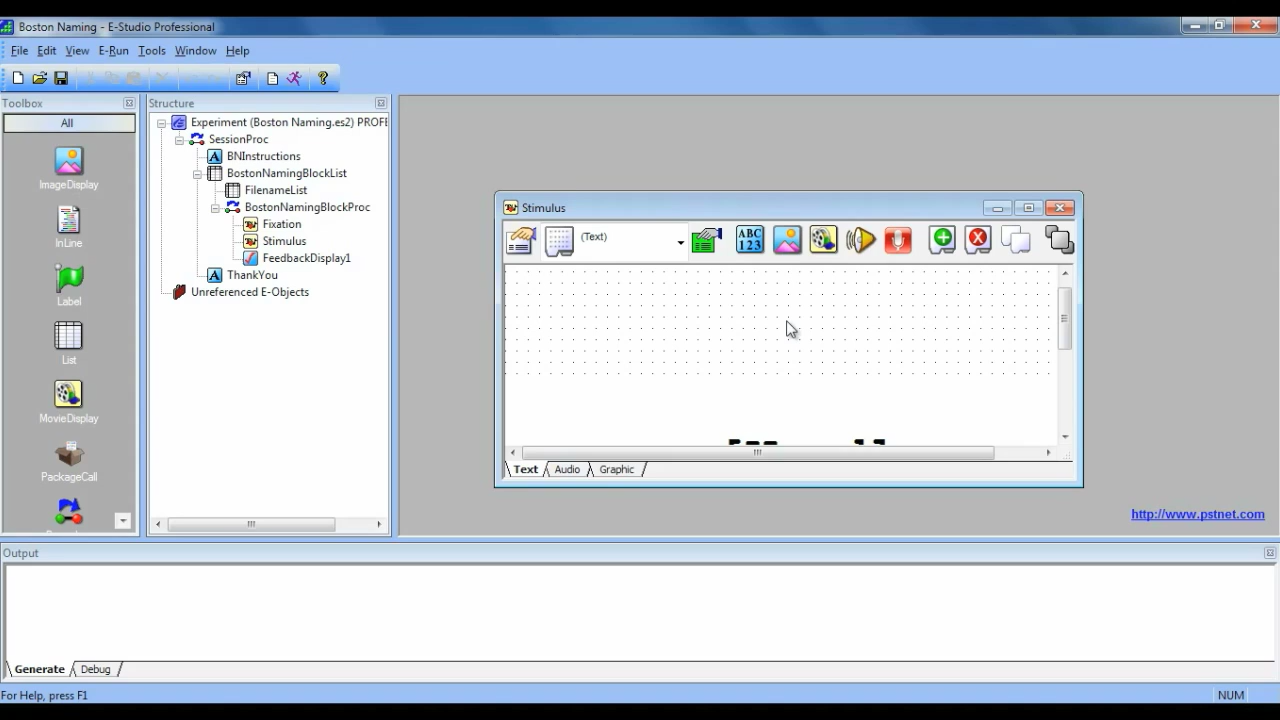 Boston Naming - E-Studio Professional
File Edit View E-Run Tools Window Help
Toolbox
All
ImageDisplay
InLine
Label
List
MovieDisplay
PackageCall
Structure
Experiment (Boston Naming.es2) PROFE
SessionProc
BNInstructions
BostonNamingBlockList
FilenameList
BostonNamingBlockProc
Fixation
Stimulus
FeedbackDisplay1
ThankYou
Unreferenced E-Objects
Stimulus
(Text)
ABC
123
Text Audio Graphic
http://www.pstnet.com
Output
Generate Debug
For Help, press F1
NUM